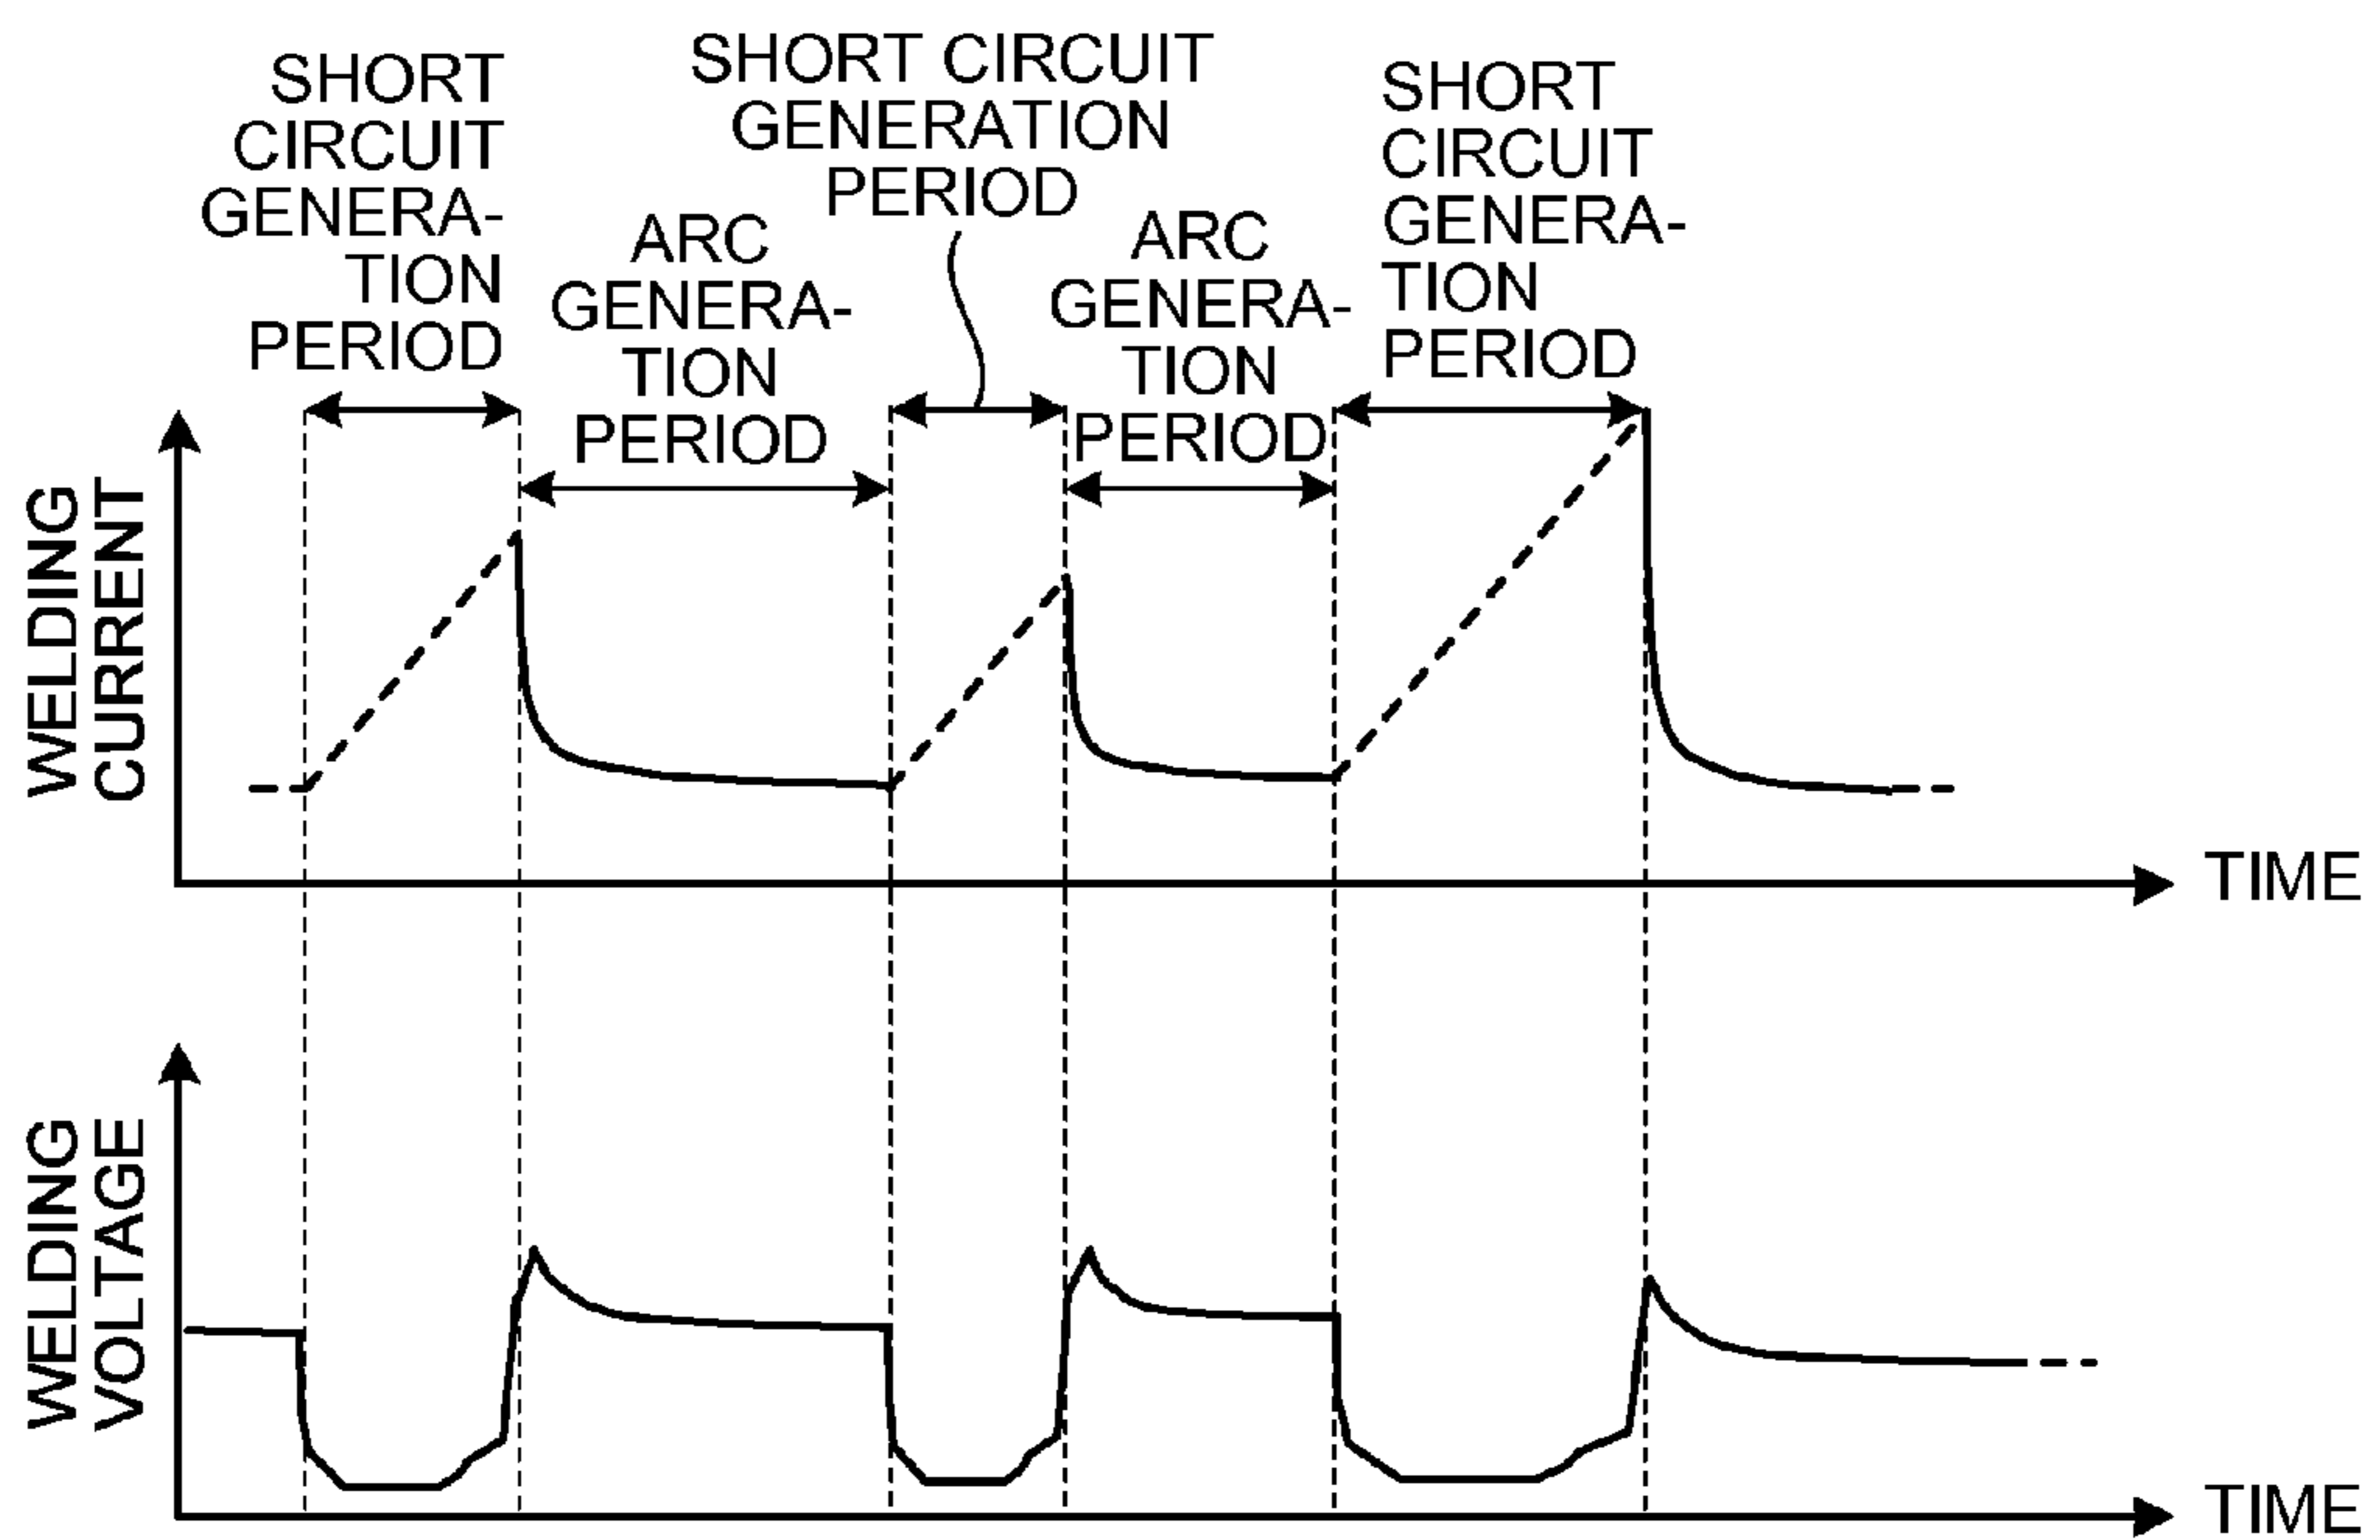 SHORT
CIRCUIT
GENERA-
TION
PERIOD
ARC
GENERA-
TION
PERIOD
SHORT CIRCUIT
GENERATION
PERIOD
ARC
GENERA-
TION
PERIOD
SHORT
CIRCUIT
GENERA-
TION
PERIOD
WELDING
CURRENT
TIME
WELDING
VOLTAGE
TIME